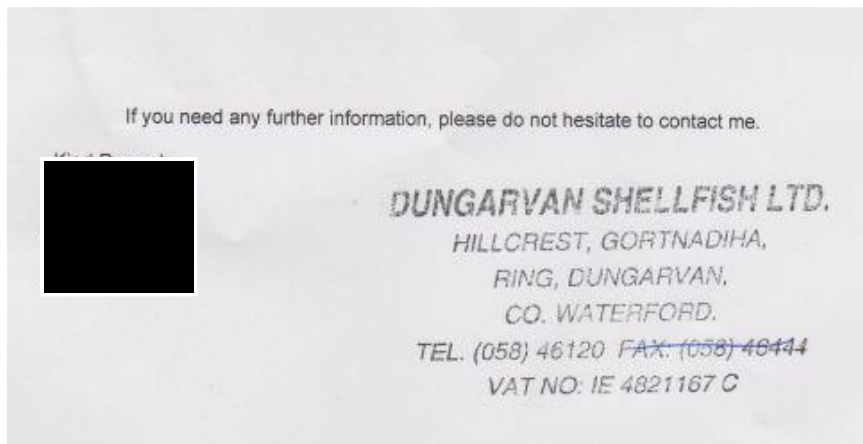 If you need any further information, please do not hesitate to contact me.
DUNGARVAN SHELLFISH LTD.
HILLCREST, GORTNADIHA,
RING, DUNGARVAN,
CO. WATERFORD.
TEL. (058) 46120 FAX: (058) 46444
VAT NO: IE 4821167 C